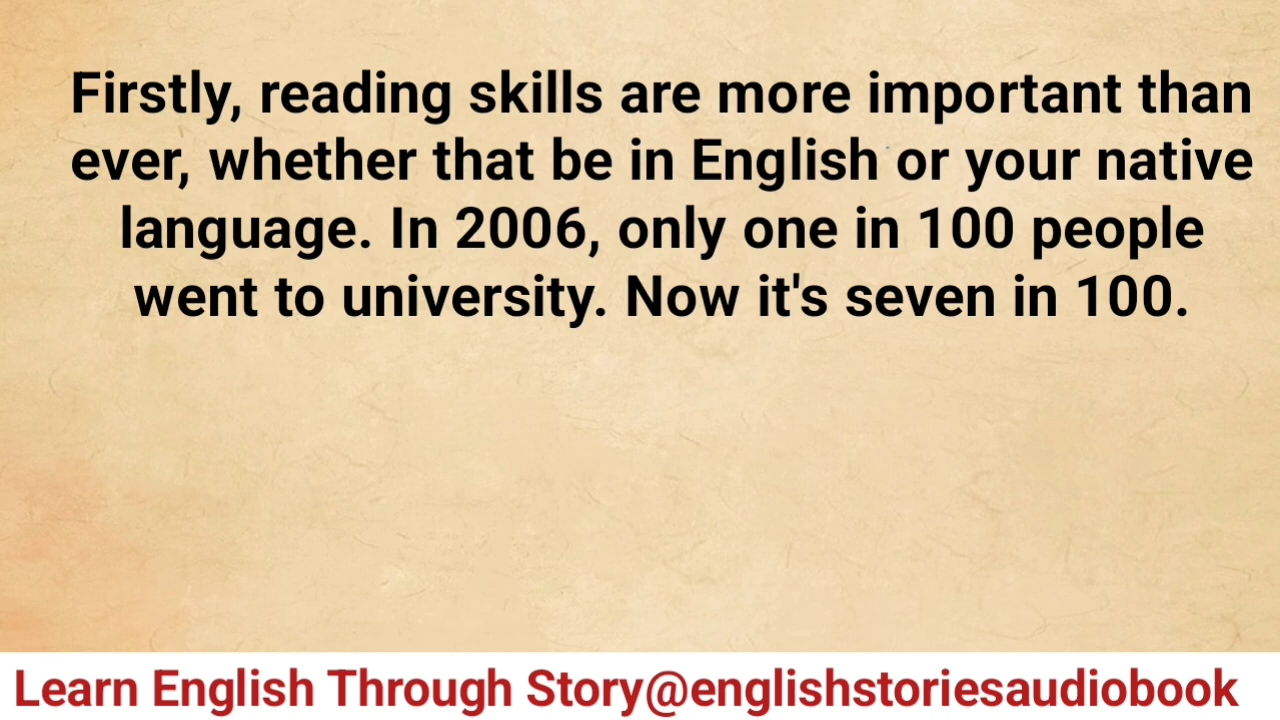 Firstly, reading skills are more important than
ever, whether that be in English or your native
language. In 2006, only one in 100 people
went to university. Now it's seven in 100.
Learn English Through Story@englishstoriesaudiobook